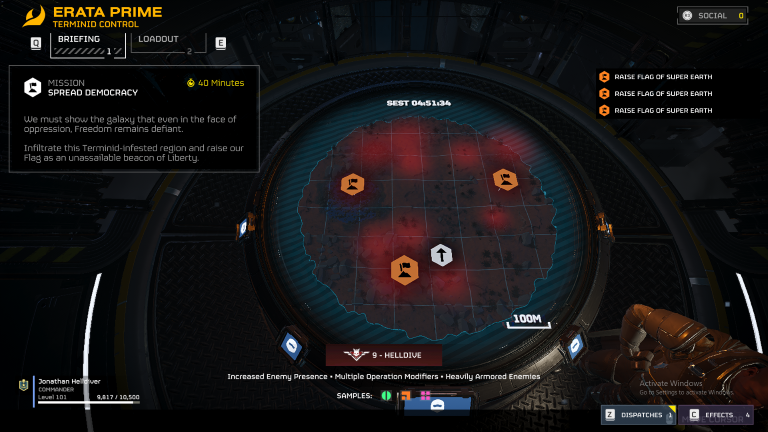 ERATA PRIME
TERMINID CONTROL
SOCIAL 0
Q
BRIEFING
1
LOADOUT
2
E
MISSION
SPREAD DEMOCRACY
40 Minutes
We must show the galaxy that even in the face of
oppression, Freedom remains defiant.
Infiltrate this Terminid-infested region and raise our
Flag as an unassailable beacon of Liberty.
RAISE FLAG OF SUPER EARTH
RAISE FLAG OF SUPER EARTH
RAISE FLAG OF SUPER EARTH
SEST 04:51:34
100M
9 - HELLDIVE
Increased Enemy Presence • Multiple Operation Modifiers • Heavily Armored Enemies
SAMPLES:
Jonathan Helldiver
COMMANDER
Level 101
9,817 / 10,500
Activate Windows
Go to Settings to activate Windows.
Z DISPATCHES 1
C EFFECTS 4